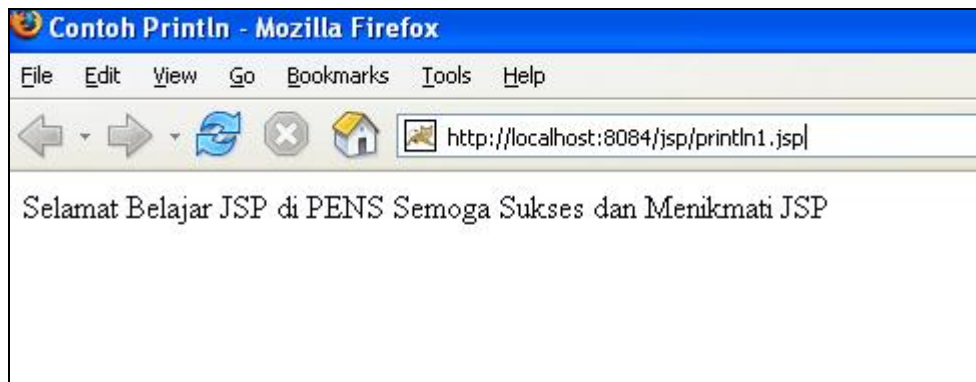 Contoh Println - Mozilla Firefox
File Edit View Go Bookmarks Tools Help
http://localhost:8084/jsp/println1.jsp
Selamat Belajar JSP di PENS Semoga Sukses dan Menikmati JSP